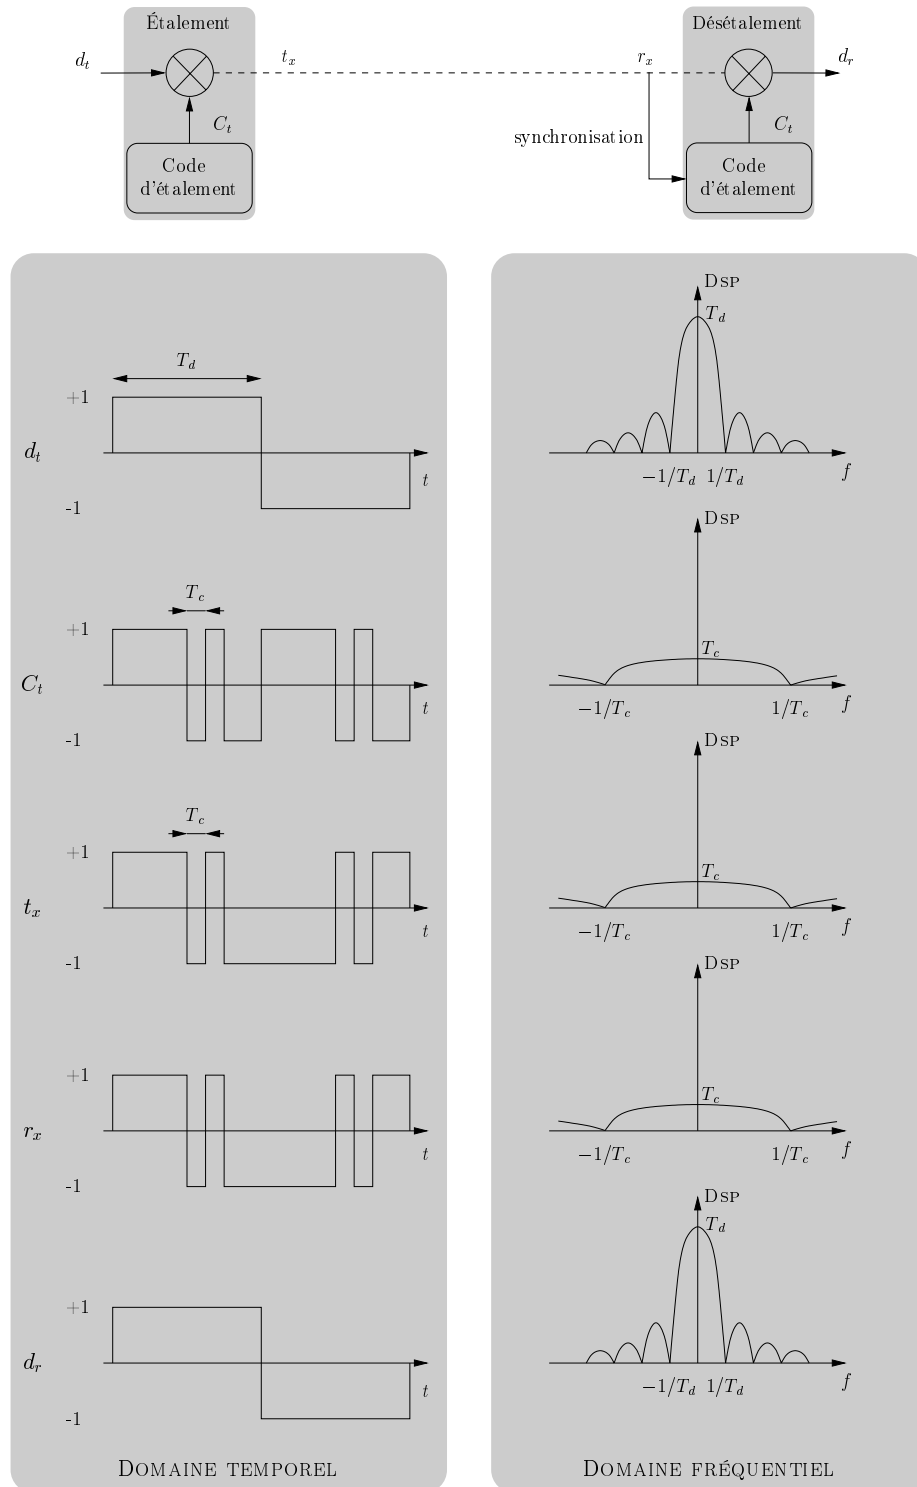 Étalement
Désétalement
d_t
t_x
r_x
d_r
C_t
C_t
synchronisation
Code
d'étalement
Code
d'étalement
DSP
T_d
T_d
+1
d_t
t
-1
−1/T_d
1/T_d
f
DSP
T_c
+1
T_c
C_t
t
-1
−1/T_c
1/T_c
f
DSP
T_c
+1
T_c
t_x
t
-1
−1/T_c
1/T_c
f
DSP
+1
T_c
r_x
t
-1
−1/T_c
1/T_c
f
DSP
T_d
+1
d_r
t
-1
−1/T_d
1/T_d
f
DOMAINE TEMPOREL
DOMAINE FRÉQUENTIEL